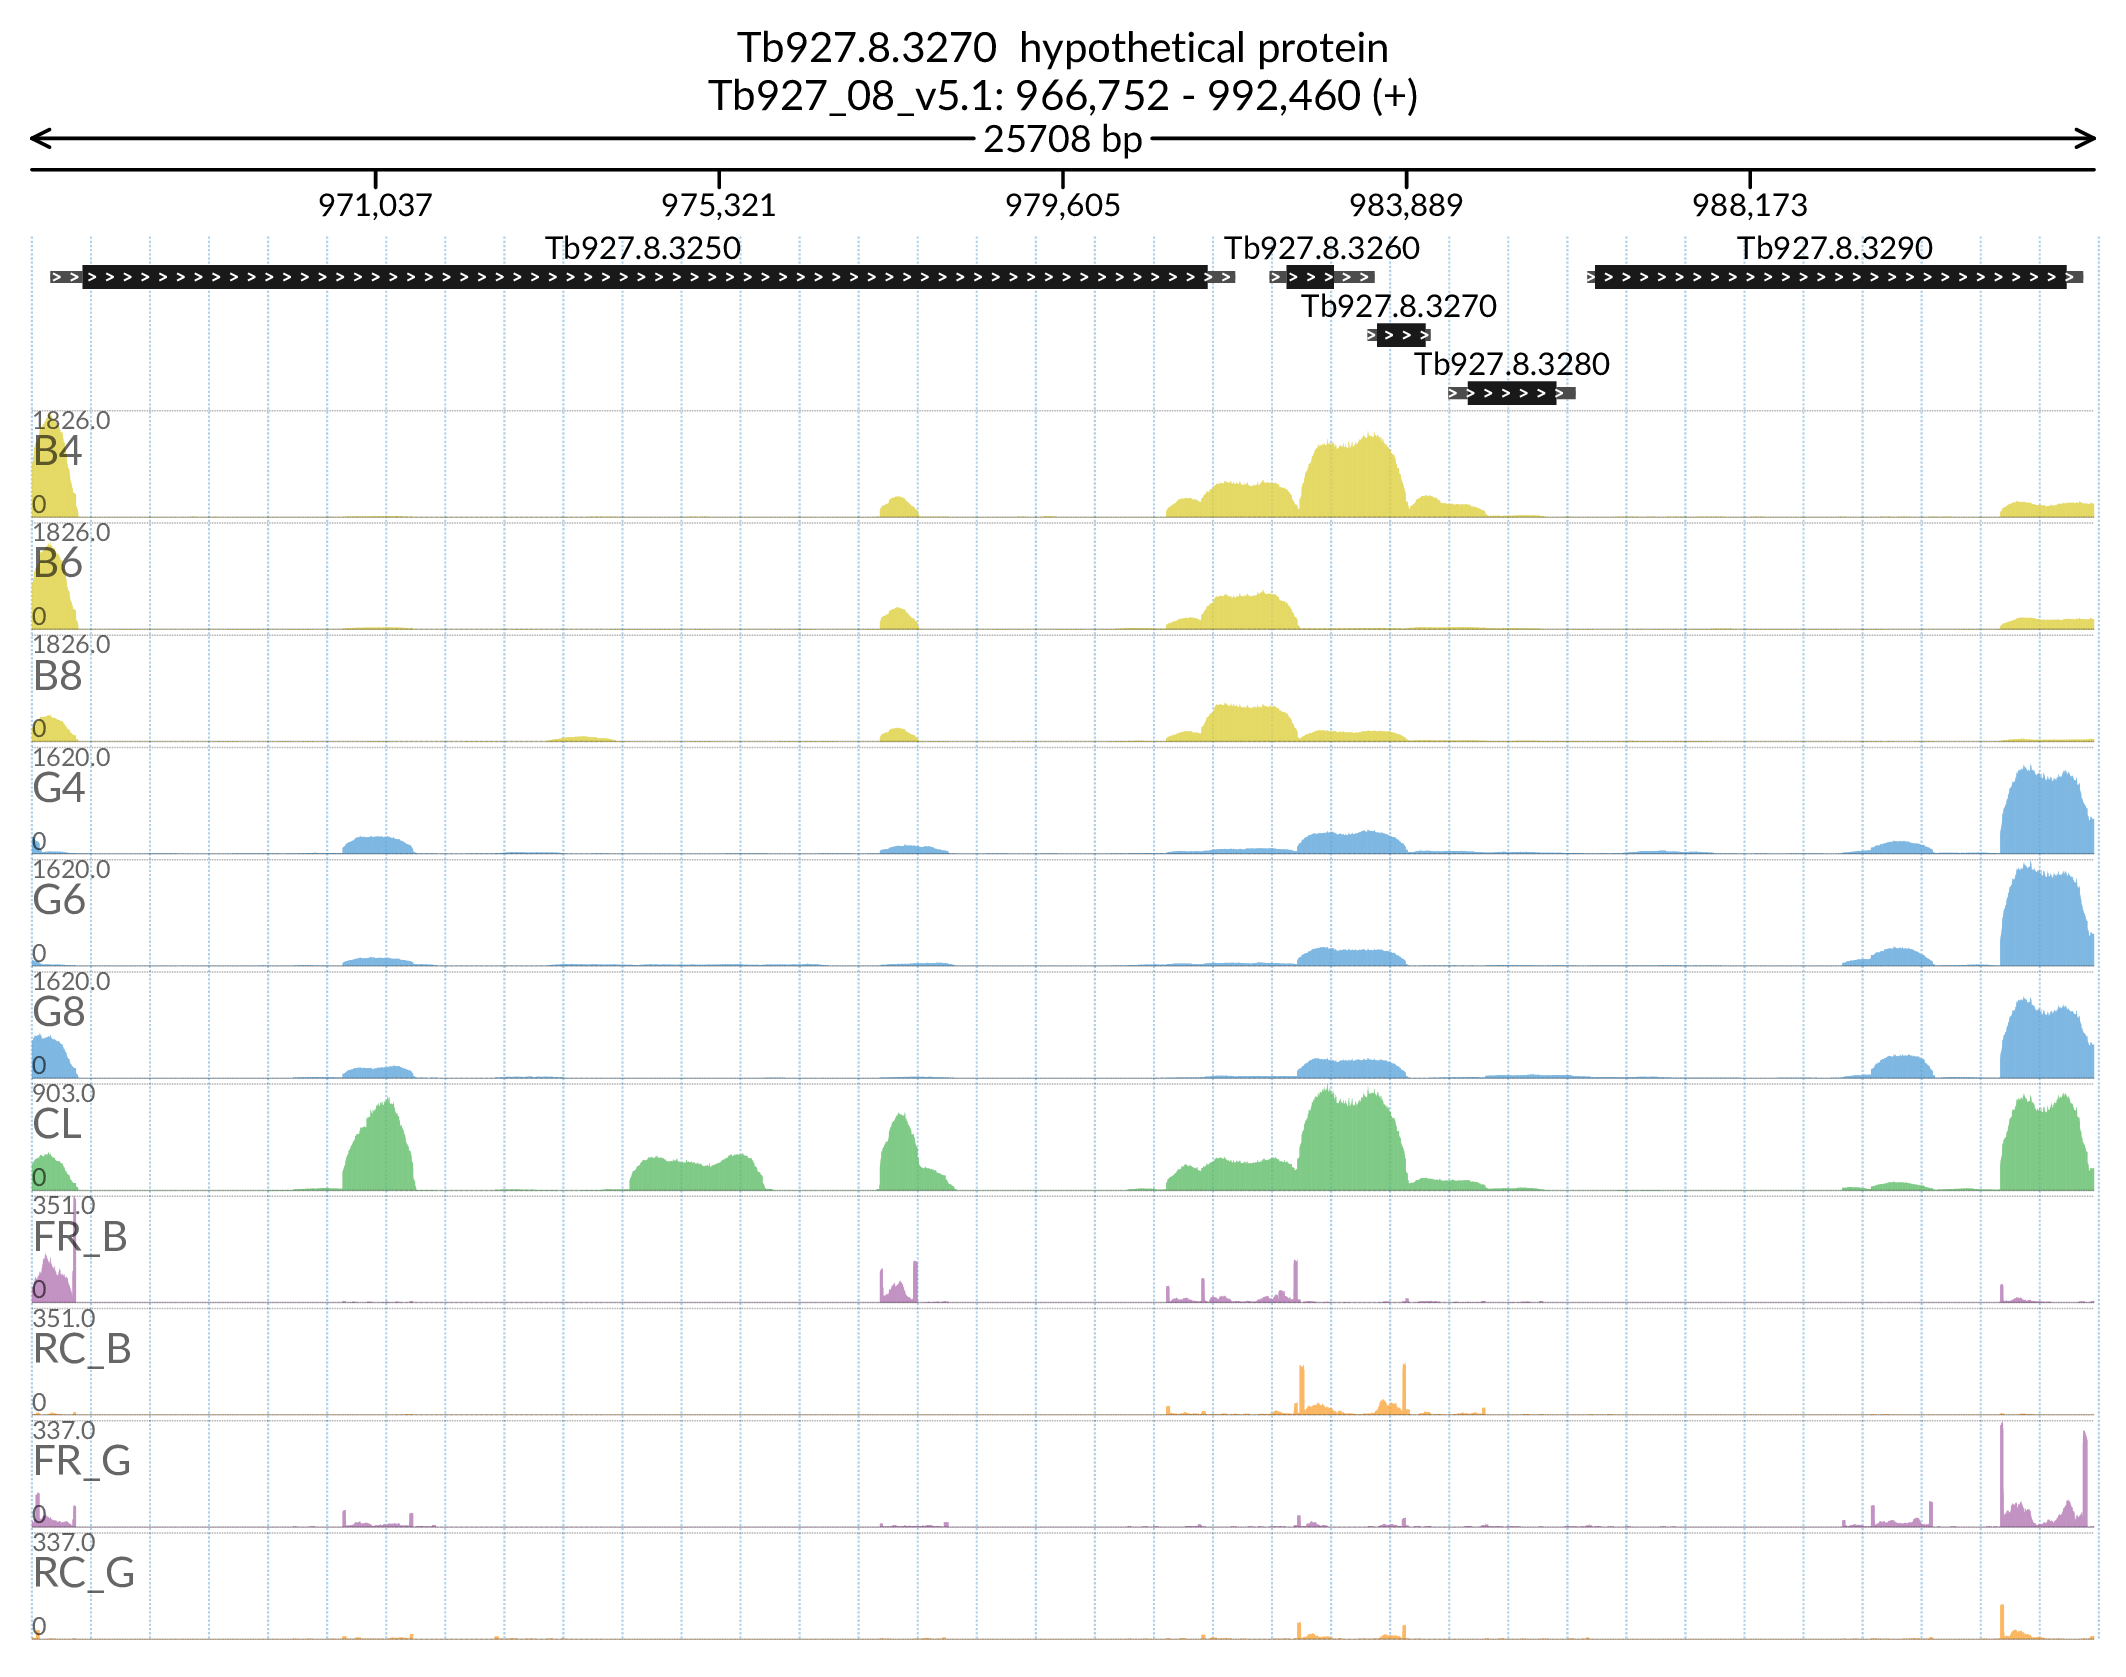 Tb927.8.3270 hypothetical protein
Tb927_08_v5.1: 966,752 - 992,460 (+)
25708 bp
971,037 975,321 979,605 983,889 988,173
Tb927.8.3250 Tb927.8.3260 Tb927.8.3290
Tb927.8.3270
Tb927.8.3280
1826.0
B4
0
1826.0
B6
0
1826.0
B8
0
1620.0
G4
0
1620.0
G6
0
1620.0
G8
0
903.0
CL
0
351.0
FR_B
0
351.0
RC_B
0
337.0
FR_G
0
337.0
RC_G
0